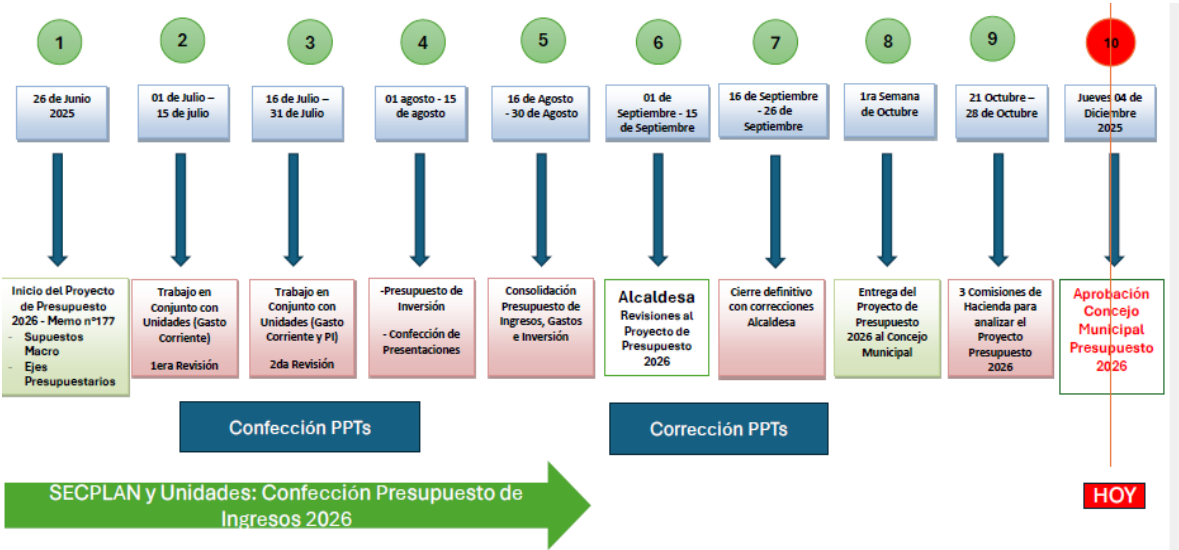 1
2
3
4
5
6
7
8
9
10
26 de Junio
2025
01 de Julio –
15 de julio
16 de Julio –
31 de Julio
01 agosto - 15
de agosto
16 de Agosto
- 30 de Agosto
01 de
Septiembre - 15
de Septiembre
16 de Septiembre
- 26 de
Septiembre
1ra Semana
de Octubre
21 Octubre –
28 de Octubre
Jueves 04 de
Diciembre
2025
Inicio del Proyecto
de Presupuesto
2026 - Memo n°177
- Supuestos
Macro
- Ejes
Presupuestarios
Trabajo en
Conjunto con
Unidades (Gasto
Corriente)
1era Revisión
Trabajo en
Conjunto con
Unidades (Gasto
Corriente y PI)
2da Revisión
-Presupuesto de
Inversión
- Confección de
Presentaciones
Consolidación
Presupuesto de
Ingresos, Gastos
e Inversión
Alcaldesa
Revisiones al
Proyecto de
Presupuesto
2026
Cierre definitivo
con correcciones
Alcaldesa
Entrega del
Proyecto de
Presupuesto
2026 al Concejo
Municipal
3 Comisiones de
Hacienda para
analizar el
Proyecto
Presupuesto
2026
Aprobación
Concejo
Municipal
Presupuesto
2026
Confección PPTs
Corrección PPTs
SECPLAN y Unidades: Confección Presupuesto de
Ingresos 2026
HOY